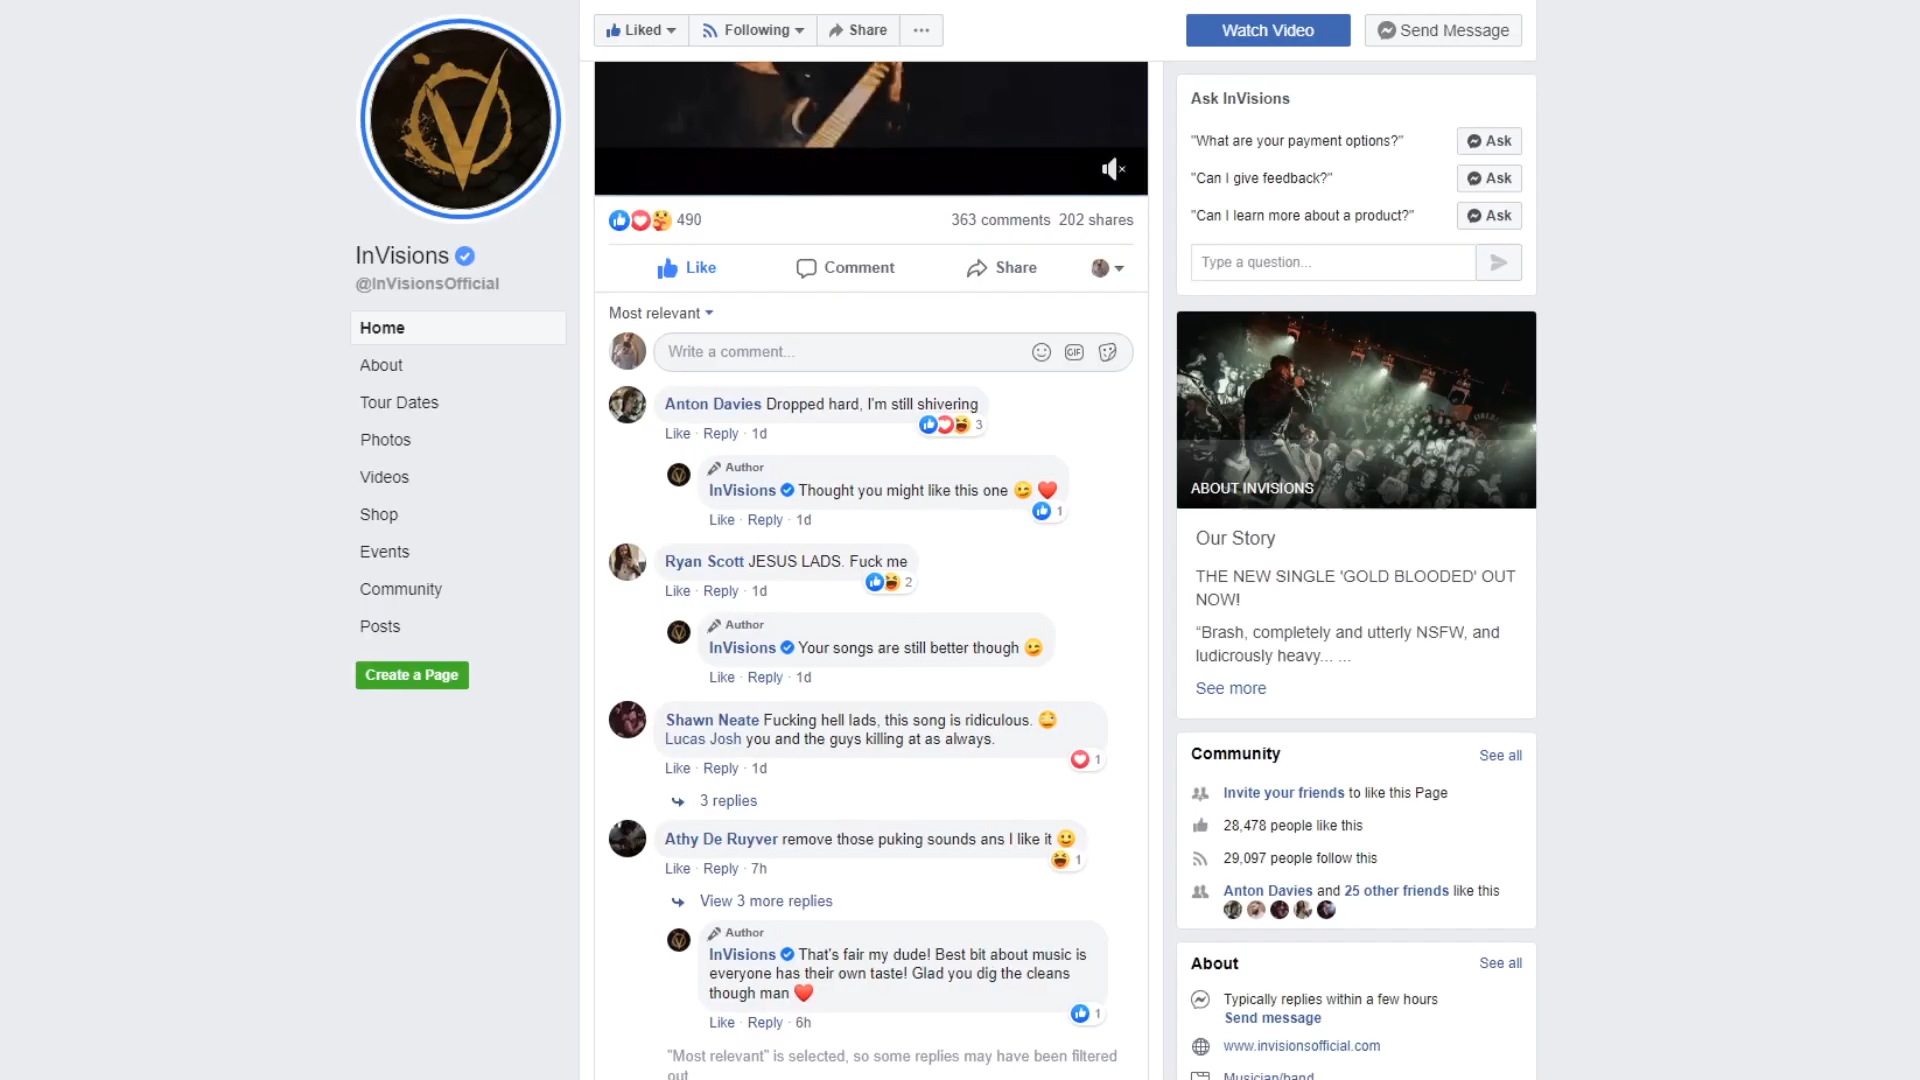 Liked
Following
Share
Watch Video
Send Message
InVisions
@InVisionsOfficial
Home
About
Tour Dates
Photos
Videos
Shop
Events
Community
Posts
Create a Page
490
363 comments 202 shares
Like
Comment
Share
Most relevant
Write a comment...
GIF
Anton Davies Dropped hard, I'm still shivering
3
Like · Reply · 1d
Author
InVisions Thought you might like this one 😉 ❤️
1
Like · Reply · 1d
Ryan Scott JESUS LADS. Fuck me
2
Like · Reply · 1d
Author
InVisions Your songs are still better though 😉
Like · Reply · 1d
Shawn Neate Fucking hell lads, this song is ridiculous.
Lucas Josh you and the guys killing at as always.
1
Like · Reply · 1d
3 replies
Athy De Ruyver remove those puking sounds ans I like it 🙂
1
Like · Reply · 7h
View 3 more replies
Author
InVisions That's fair my dude! Best bit about music is
everyone has their own taste! Glad you dig the cleans
though man ❤️
1
Like · Reply · 6h
"Most relevant" is selected, so some replies may have been filtered
out
Ask InVisions
"What are your payment options?"
Ask
"Can I give feedback?"
Ask
"Can I learn more about a product?"
Ask
Type a question...
ABOUT INVISIONS
Our Story
THE NEW SINGLE 'GOLD BLOODED' OUT
NOW!
“Brash, completely and utterly NSFW, and
ludicrously heavy... ...
See more
Community
See all
Invite your friends to like this Page
28,478 people like this
29,097 people follow this
Anton Davies and 25 other friends like this
About
See all
Typically replies within a few hours
Send message
www.invisionsofficial.com
Musician/band